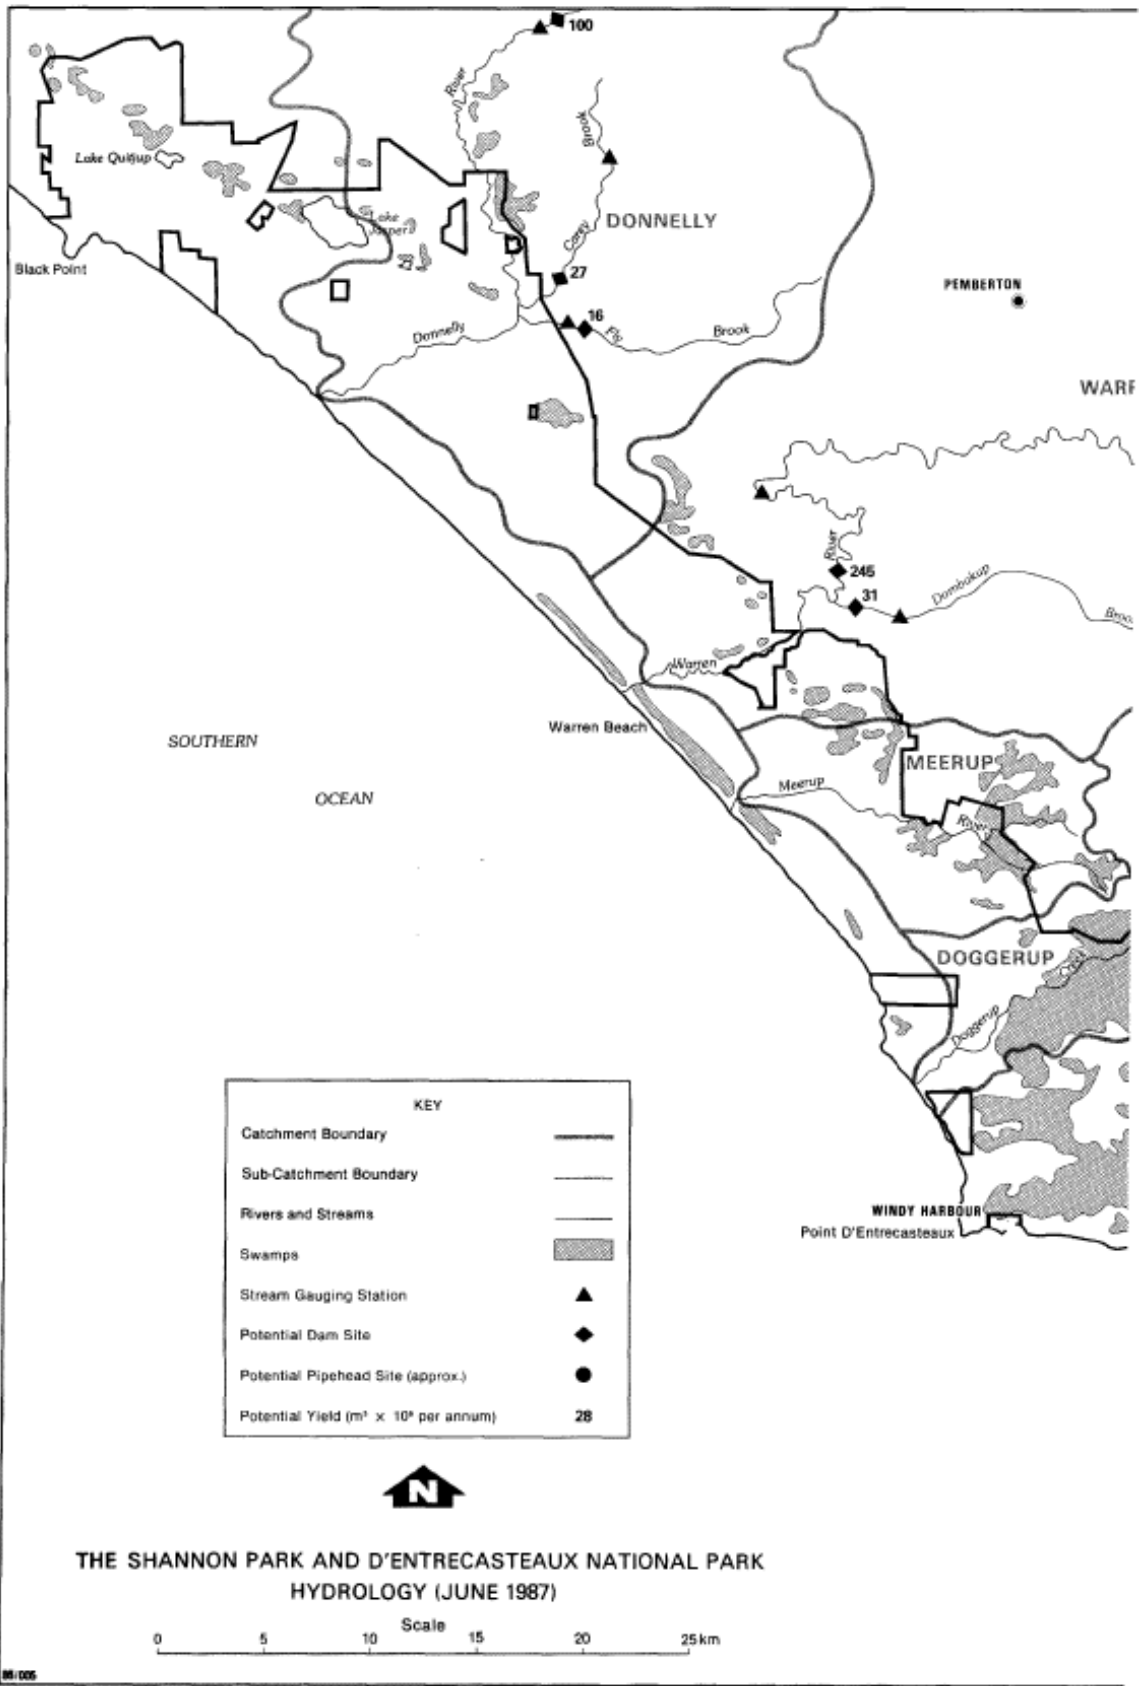 100
River
Brook
Lake Quitjup
Lake
Jasper
DONNELLY
Carey
Black Point
27
PEMBERTON
16
Fly
Brook
Donnelly
WARR
River
245
31
Dombakup
Broo
Warren
Warren Beach
SOUTHERN
OCEAN
MEERUP
Meerup
River
DOGGERUP
Creek
Doggerup
WINDY HARBOUR
Point D'Entrecasteaux
KEY
Catchment Boundary
Sub-Catchment Boundary
Rivers and Streams
Swamps
Stream Gauging Station
Potential Dam Site
Potential Pipehead Site (approx.)
Potential Yield (m³ x 10⁶ per annum) 28
N
THE SHANNON PARK AND D'ENTRECASTEAUX NATIONAL PARK
HYDROLOGY (JUNE 1987)
Scale
0 5 10 15 20 25km